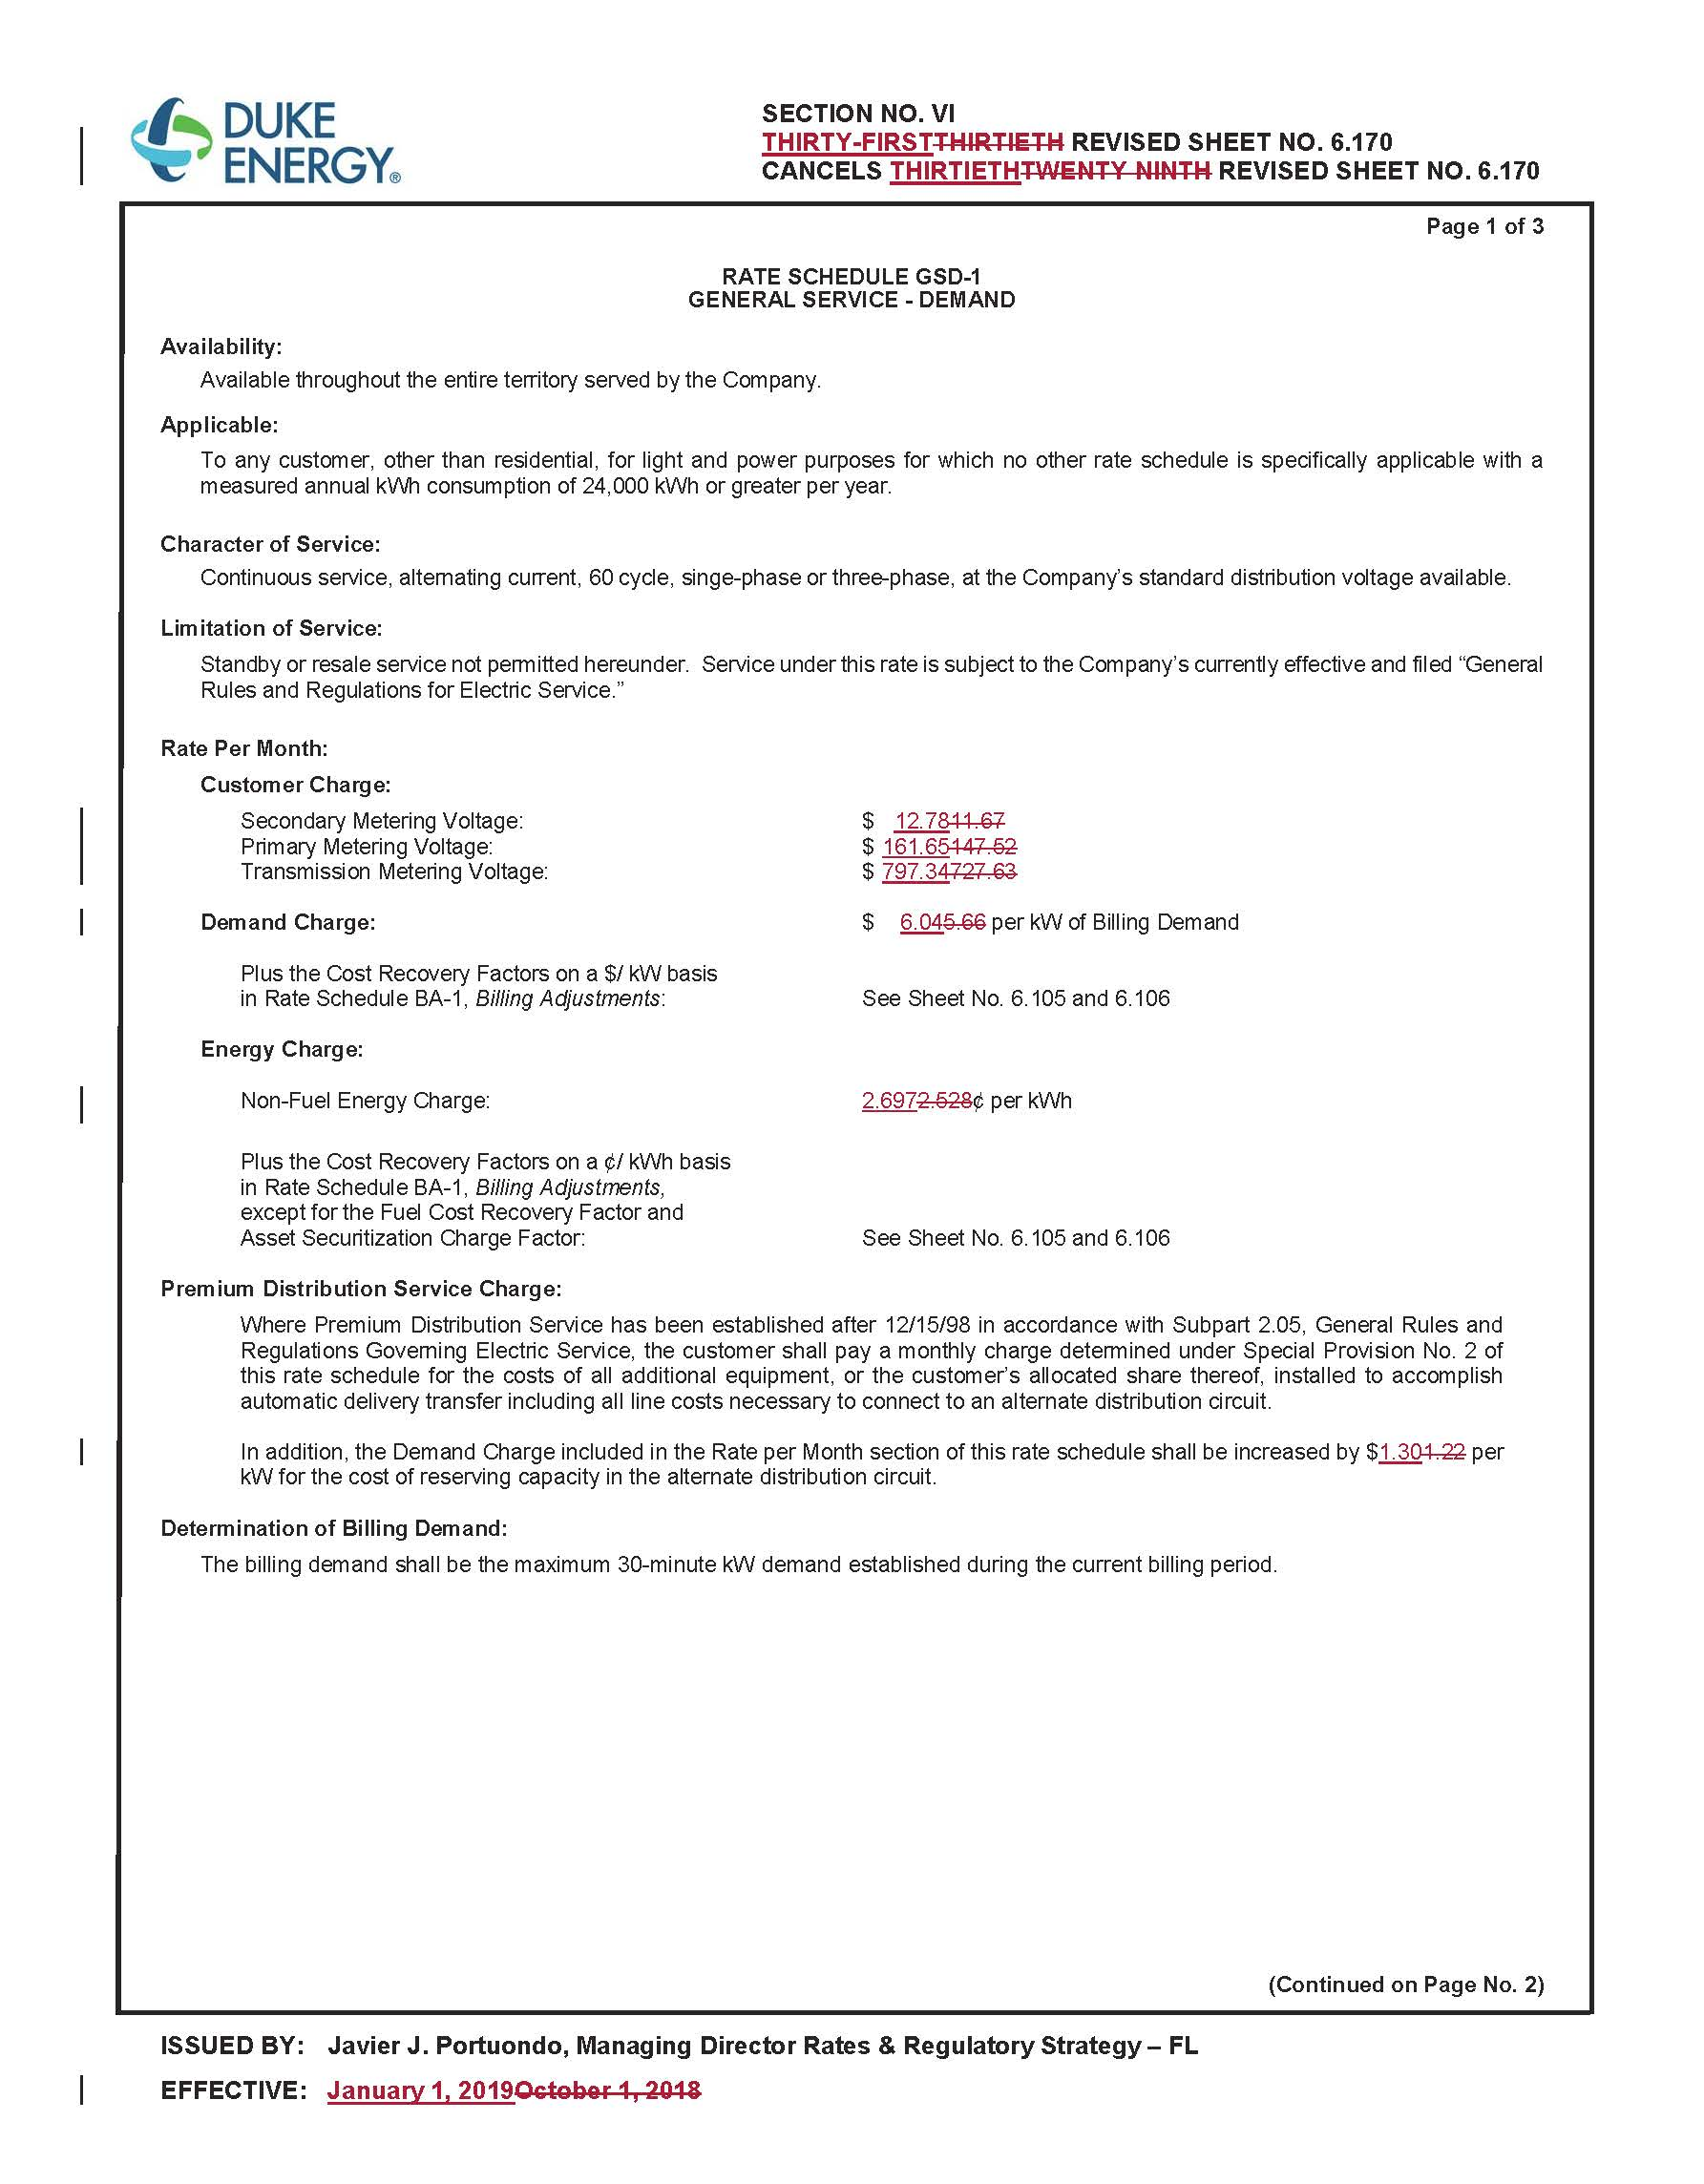 DUKE
ENERGY®
SECTION NO. VI
THIRTY-FIRSTTHIRTIETH REVISED SHEET NO. 6.170
CANCELS THIRTIETHTWENTY NINTH REVISED SHEET NO. 6.170
Page 1 of 3
RATE SCHEDULE GSD-1
GENERAL SERVICE - DEMAND
Availability:
Available throughout the entire territory served by the Company.
Applicable:
To any customer, other than residential, for light and power purposes for which no other rate schedule is specifically applicable with a
measured annual kWh consumption of 24,000 kWh or greater per year.
Character of Service:
Continuous service, alternating current, 60 cycle, singe-phase or three-phase, at the Company’s standard distribution voltage available.
Limitation of Service:
Standby or resale service not permitted hereunder. Service under this rate is subject to the Company’s currently effective and filed “General
Rules and Regulations for Electric Service.”
Rate Per Month:
Customer Charge:
Secondary Metering Voltage: $ 12.7811.67
Primary Metering Voltage: $ 161.65147.52
Transmission Metering Voltage: $ 797.34727.63
Demand Charge: $ 6.045.66 per kW of Billing Demand
Plus the Cost Recovery Factors on a $/ kW basis
in Rate Schedule BA-1, Billing Adjustments: See Sheet No. 6.105 and 6.106
Energy Charge:
Non-Fuel Energy Charge: 2.6972.528¢ per kWh
Plus the Cost Recovery Factors on a ¢/ kWh basis
in Rate Schedule BA-1, Billing Adjustments,
except for the Fuel Cost Recovery Factor and
Asset Securitization Charge Factor: See Sheet No. 6.105 and 6.106
Premium Distribution Service Charge:
Where Premium Distribution Service has been established after 12/15/98 in accordance with Subpart 2.05, General Rules and
Regulations Governing Electric Service, the customer shall pay a monthly charge determined under Special Provision No. 2 of
this rate schedule for the costs of all additional equipment, or the customer’s allocated share thereof, installed to accomplish
automatic delivery transfer including all line costs necessary to connect to an alternate distribution circuit.
In addition, the Demand Charge included in the Rate per Month section of this rate schedule shall be increased by $1.301.22 per
kW for the cost of reserving capacity in the alternate distribution circuit.
Determination of Billing Demand:
The billing demand shall be the maximum 30-minute kW demand established during the current billing period.
(Continued on Page No. 2)
ISSUED BY: Javier J. Portuondo, Managing Director Rates & Regulatory Strategy – FL
EFFECTIVE: January 1, 2019October 1, 2018